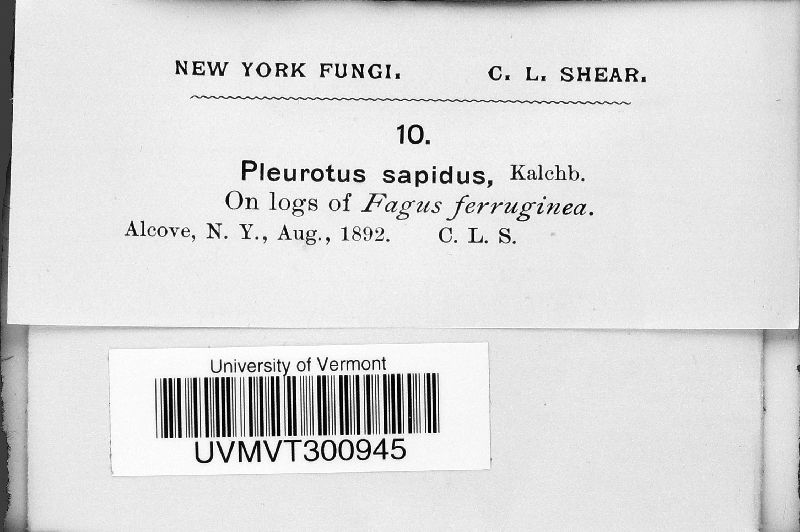 NEW YORK FUNGI. C. L. SHEAR.
10.
Pleurotus sapidus, Kalchb.
On logs of Fagus ferruginea.
Alcove, N. Y., Aug., 1892. C. L. S.
University of Vermont
UVMVT300945